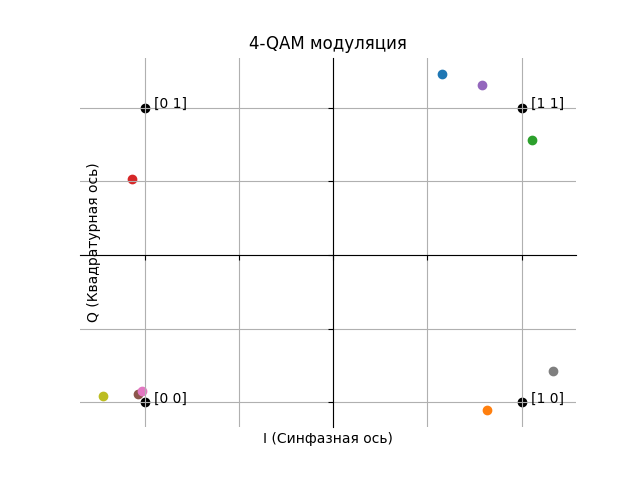 4-QAM модуляция
[0 1]
[1 1]
Q (Квадратурная ось)
[0 0]
[1 0]
I (Синфазная ось)